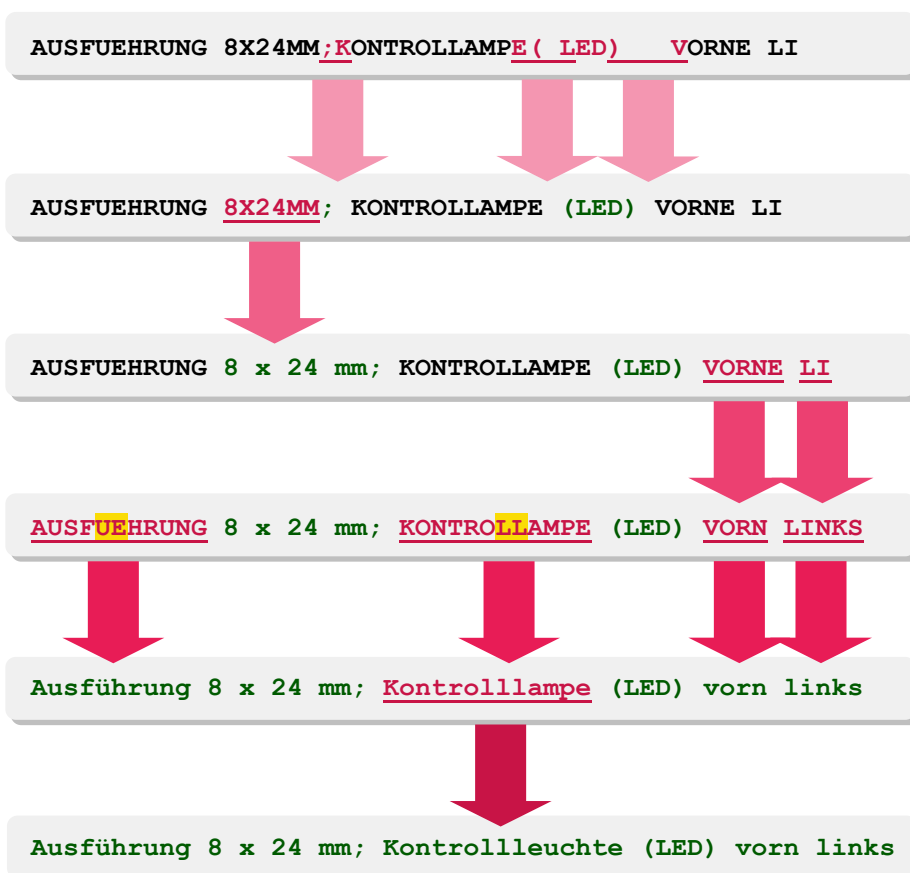 AUSFUEHRUNG 8X24MM;KONTROLLAMPE( LED)   VORNE LI
AUSFUEHRUNG 8X24MM; KONTROLLAMPE (LED) VORNE LI
AUSFUEHRUNG 8 x 24 mm; KONTROLLAMPE (LED) VORNE LI
AUSFUEHRUNG 8 x 24 mm; KONTROLLAMPE (LED) VORN LINKS
Ausführung 8 x 24 mm; Kontrolllampe (LED) vorn links
Ausführung 8 x 24 mm; Kontrollleuchte (LED) vorn links